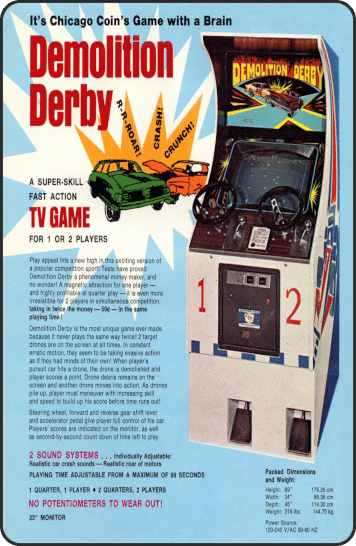 It's Chicago Coin's Game with a Brain
Demolition
Derby
R-R-ROAR!
CRASH!
CRUNCH!
DEMOLITION DERBY
A SUPER-SKILL
FAST ACTION
TV GAME
FOR 1 OR 2 PLAYERS
Play appeal hits a new high in this exciting version of
a popular competition sport! Tests have proved
Demolition Derby a phenomenal money maker, and
no wonder! A magnetic attraction for one player —
and highly profitable at quarter play — it is even more
irresistible for 2 players in simultaneous competition,
taking in twice the money — 50¢ — in the same
playing time!
Demolition Derby is the most unique game ever made
because it never plays the same way twice! 2 target
drones are on the screen at all times, in constant
erratic motion, they seem to be taking evasive action
as if they had minds of their own! When player's
pursuit car hits a drone, the drone is demolished and
player scores a point. Drone debris remains on the
screen and another drone moves into action. As drones
pile up, player must maneuver with increasing skill
and speed to build up his score before time runs out!
Steering wheel, forward and reverse gear shift lever
and accelerator pedal give player full control of his car.
Players' scores are indicated on the monitor, as well
as second-by-second count down of time left to play.
1
2
2 SOUND SYSTEMS . . . Individually Adjustable:
Realistic car crash sounds — Realistic roar of motors
PLAYING TIME ADJUSTABLE FROM A MAXIMUM OF 99 SECONDS
1 QUARTER, 1 PLAYER • 2 QUARTERS, 2 PLAYERS
NO POTENTIOMETERS TO WEAR OUT!
23" MONITOR
Packed Dimensions
and Weight:
Height: 69" 175.26 cm
Width: 34" 86.36 cm
Depth: 45" 114.30 cm
Weight: 319 lbs. 144.70 kg.
Power Source:
100-240 V/AC 50-60 HZ